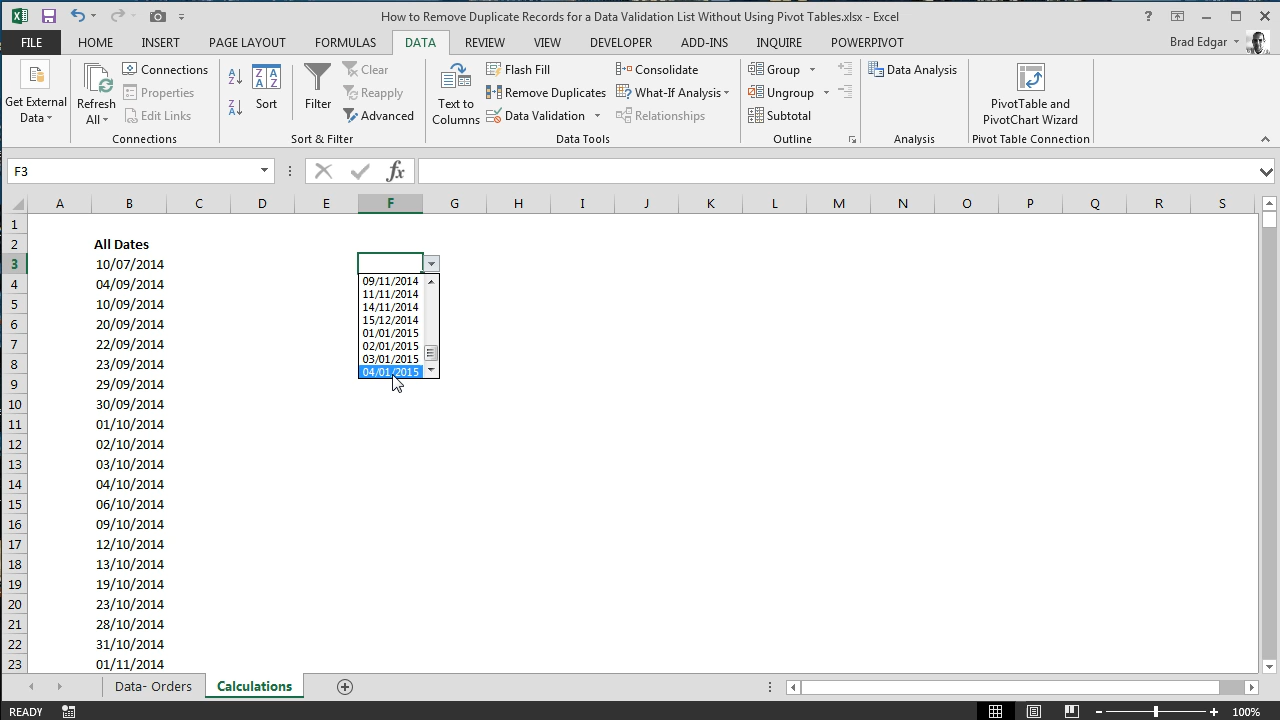 How to Remove Duplicate Records for a Data Validation List Without Using Pivot Tables.xlsx - Excel
FILE HOME INSERT PAGE LAYOUT FORMULAS DATA REVIEW VIEW DEVELOPER ADD-INS INQUIRE POWERPIVOT Brad Edgar
Get External Data
Refresh All
Connections
Properties
Edit Links
Connections
Sort
Filter
Clear
Reapply
Advanced
Sort & Filter
Text to Columns
Flash Fill
Remove Duplicates
Data Validation
Consolidate
What-If Analysis
Relationships
Data Tools
Group
Ungroup
Subtotal
Outline
Data Analysis
Analysis
PivotTable and PivotChart Wizard
Pivot Table Connection
F3 fx
A B C D E F G H I J K L M N O P Q R S
1
2 All Dates
3 10/07/2014
4 04/09/2014
5 10/09/2014
6 20/09/2014
7 22/09/2014
8 23/09/2014
9 29/09/2014
10 30/09/2014
11 01/10/2014
12 02/10/2014
13 03/10/2014
14 04/10/2014
15 06/10/2014
16 09/10/2014
17 12/10/2014
18 13/10/2014
19 19/10/2014
20 23/10/2014
21 28/10/2014
22 31/10/2014
23 01/11/2014
09/11/2014
11/11/2014
14/11/2014
15/12/2014
01/01/2015
02/01/2015
03/01/2015
04/01/2015
Data- Orders Calculations
READY 100%